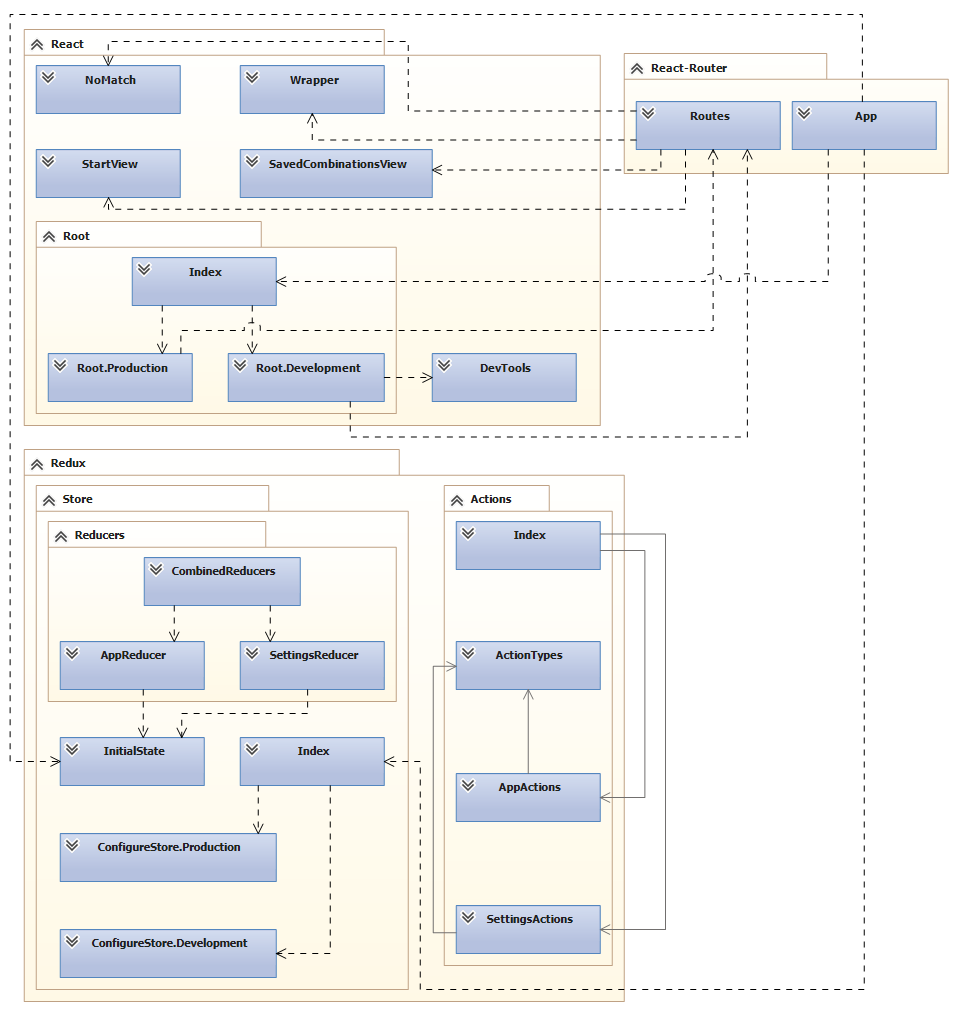 React
NoMatch
Wrapper
React-Router
Routes
App
StartView
SavedCombinationsView
Root
Index
Root.Production
Root.Development
DevTools
Redux
Store
Actions
Reducers
Index
CombinedReducers
AppReducer
SettingsReducer
ActionTypes
InitialState
Index
AppActions
ConfigureStore.Production
SettingsActions
ConfigureStore.Development